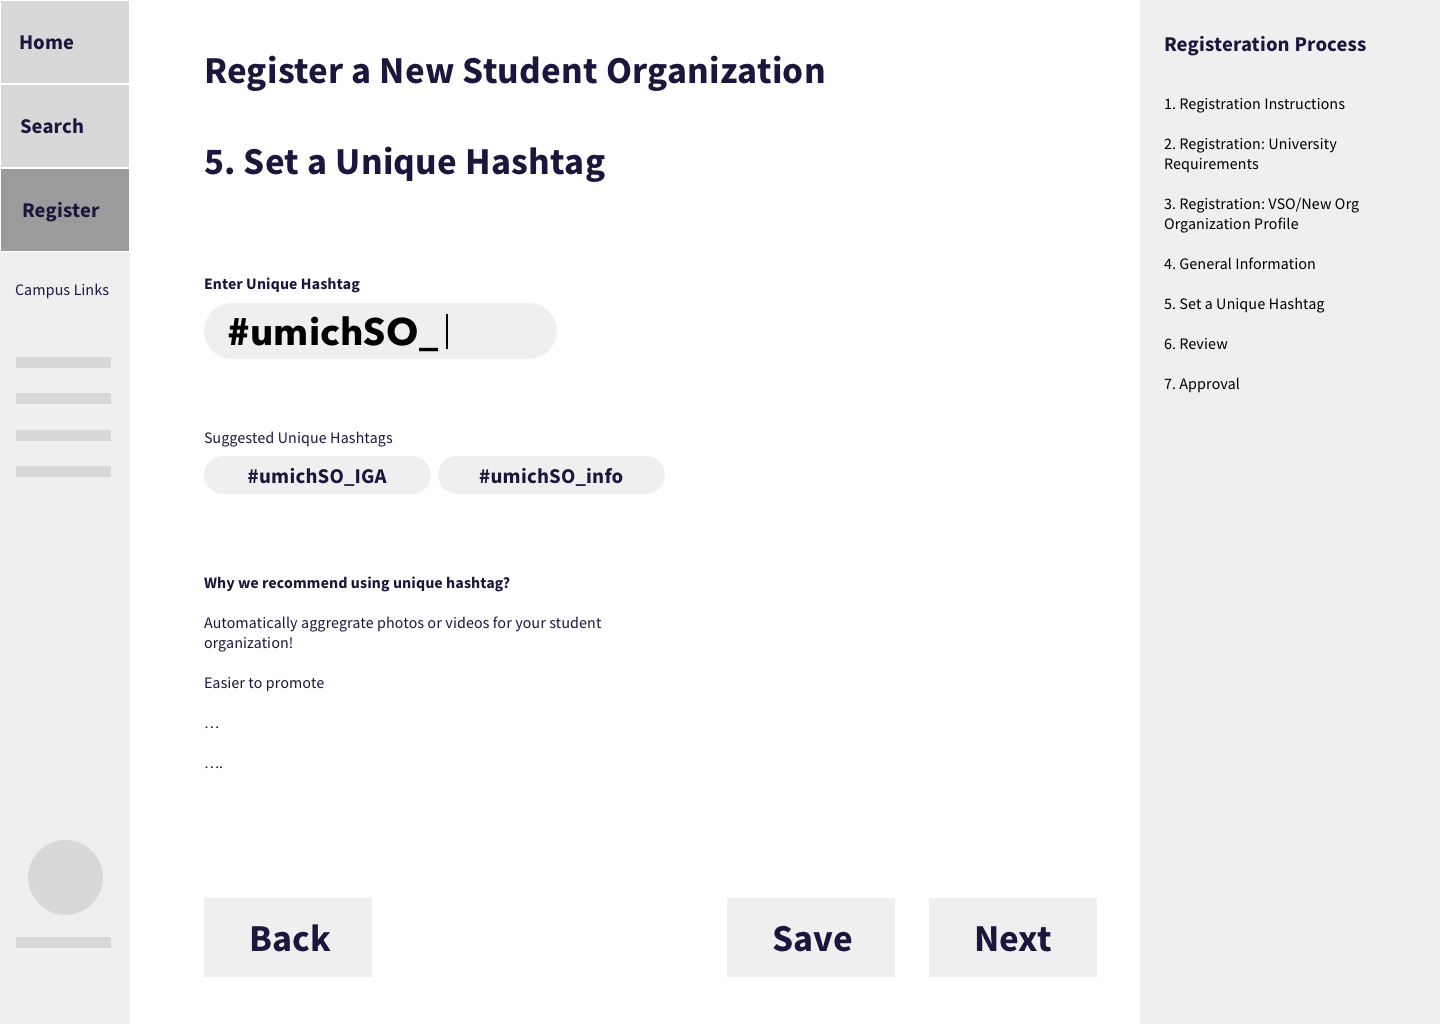 Home
Search
Register
Campus Links
Register a New Student Organization
5. Set a Unique Hashtag
Enter Unique Hashtag
#umichSO_
Suggested Unique Hashtags
#umichSO_IGA
#umichSO_info
Why we recommend using unique hashtag?
Automatically aggregrate photos or videos for your student
organization!
Easier to promote
...
....
Back
Save
Next
Registeration Process
1. Registration Instructions
2. Registration: University
Requirements
3. Registration: VSO/New Org
Organization Profile
4. General Information
5. Set a Unique Hashtag
6. Review
7. Approval